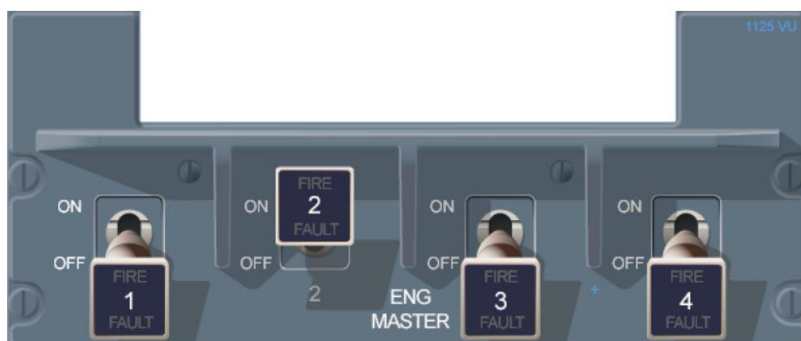 1125 VU
ON
OFF
FIRE
1
FAULT
ON
OFF
FIRE
2
FAULT
2
ENG
MASTER
ON
OFF
FIRE
3
FAULT
ON
OFF
FIRE
4
FAULT